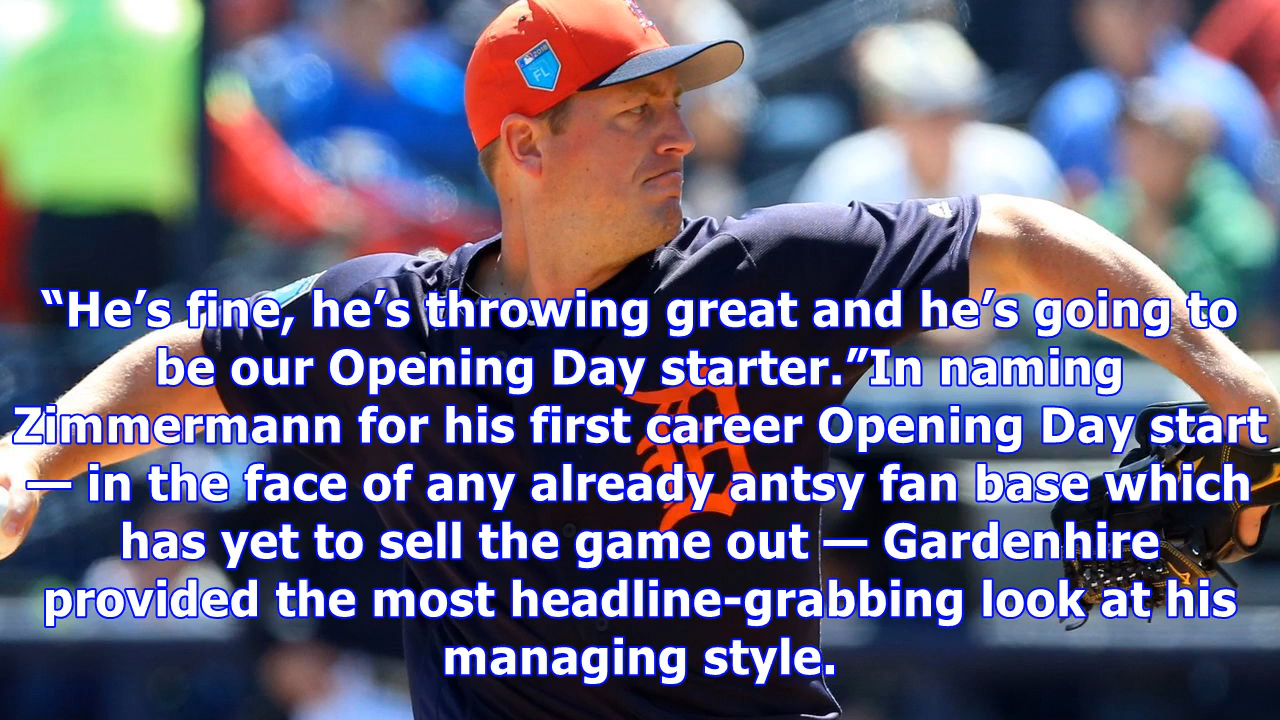 2018
FL
“He’s fine, he’s throwing great and he’s going to
be our Opening Day starter.”In naming
Zimmermann for his first career Opening Day start
— in the face of any already antsy fan base which
has yet to sell the game out — Gardenhire
provided the most headline-grabbing look at his
managing style.
D